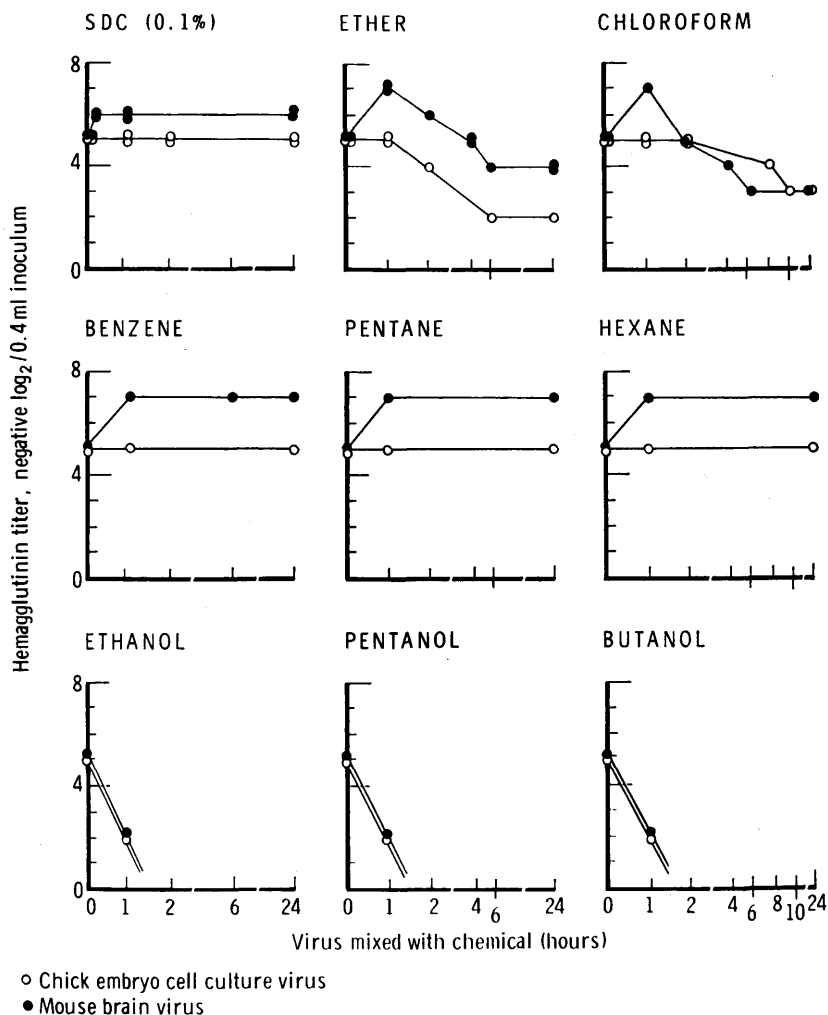 SDC (0.1%) ETHER CHLOROFORM
8
4
0
BENZENE PENTANE HEXANE
8
4
0
ETHANOL PENTANOL BUTANOL
8
4
0
0 1 2 6 24 0 1 2 4 6 24 0 1 2 4 6 8 10 24
Virus mixed with chemical (hours)
Hemagglutinin titer, negative log2/0.4 ml inoculum
Chick embryo cell culture virus
Mouse brain virus